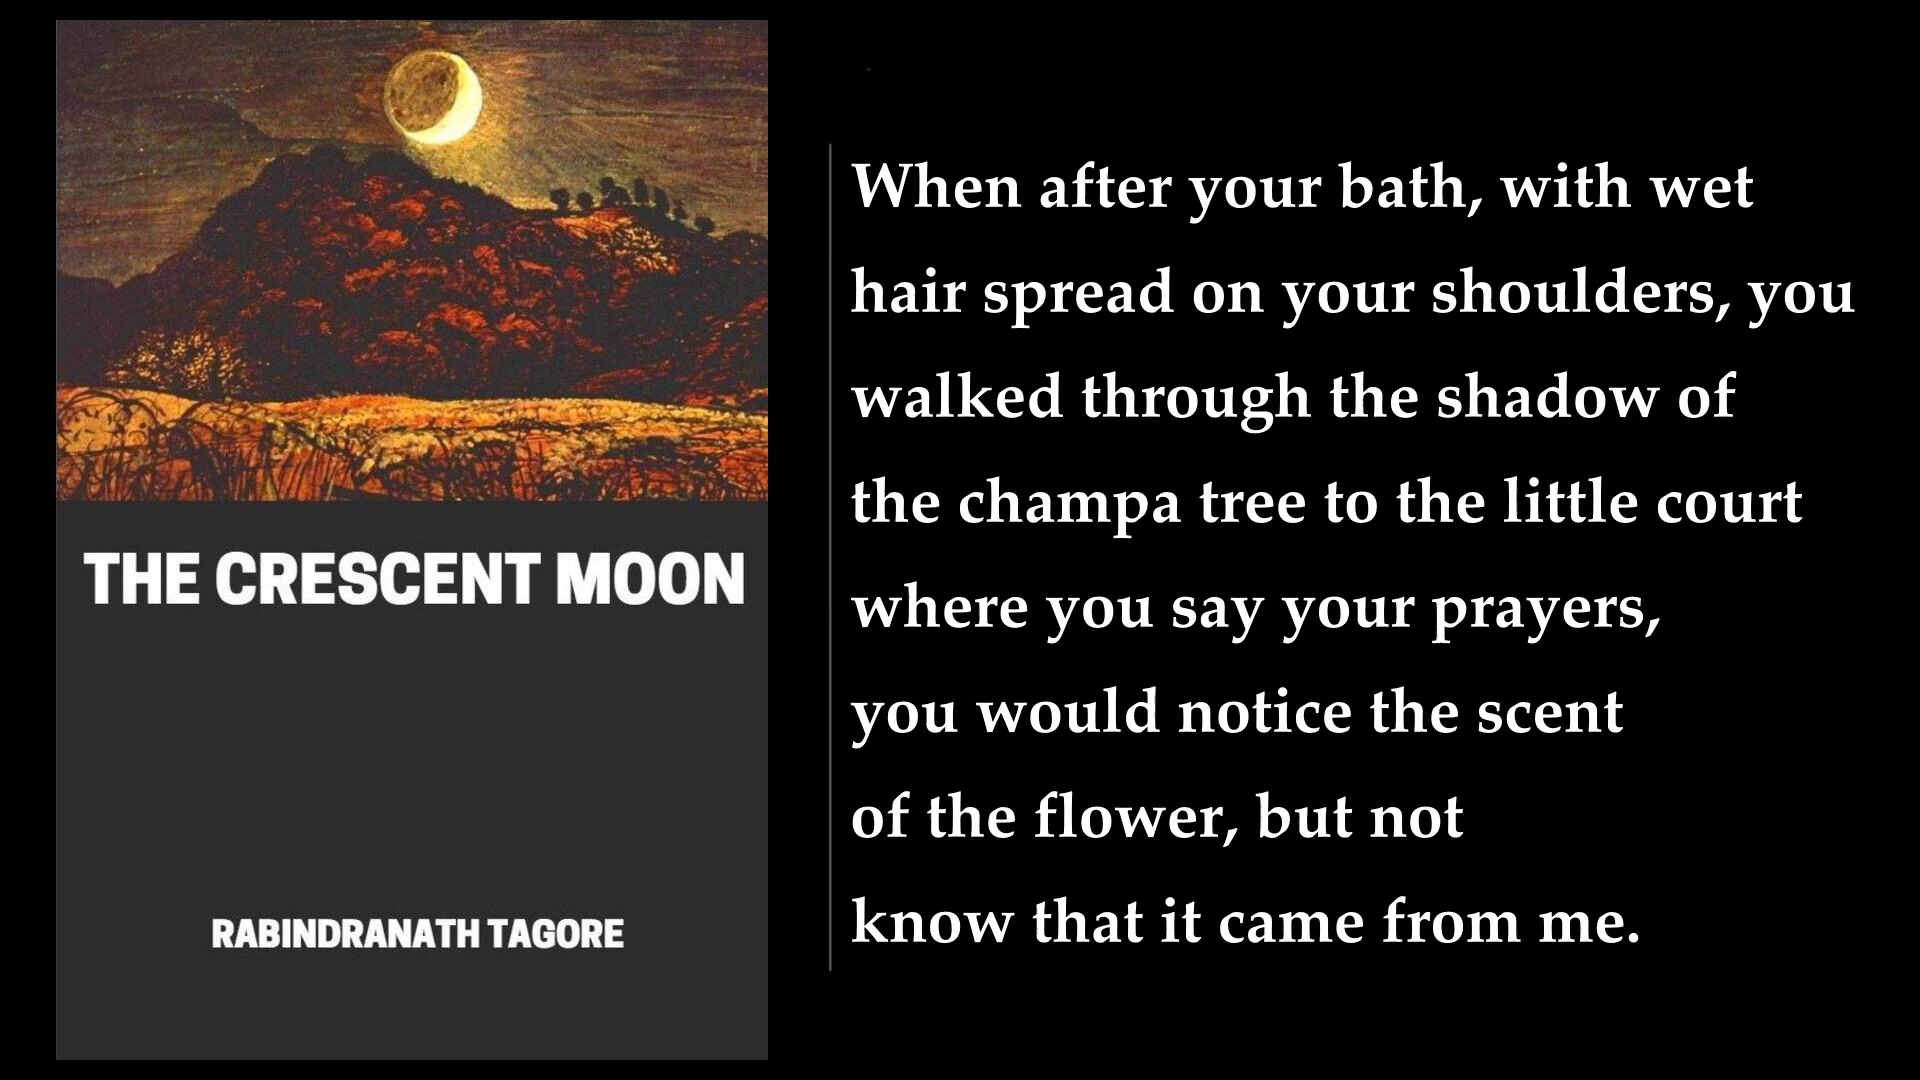 THE CRESCENT MOON
RABINDRANATH TAGORE
When after your bath, with wet
hair spread on your shoulders, you
walked through the shadow of
the champa tree to the little court
where you say your prayers,
you would notice the scent
of the flower, but not
know that it came from me.